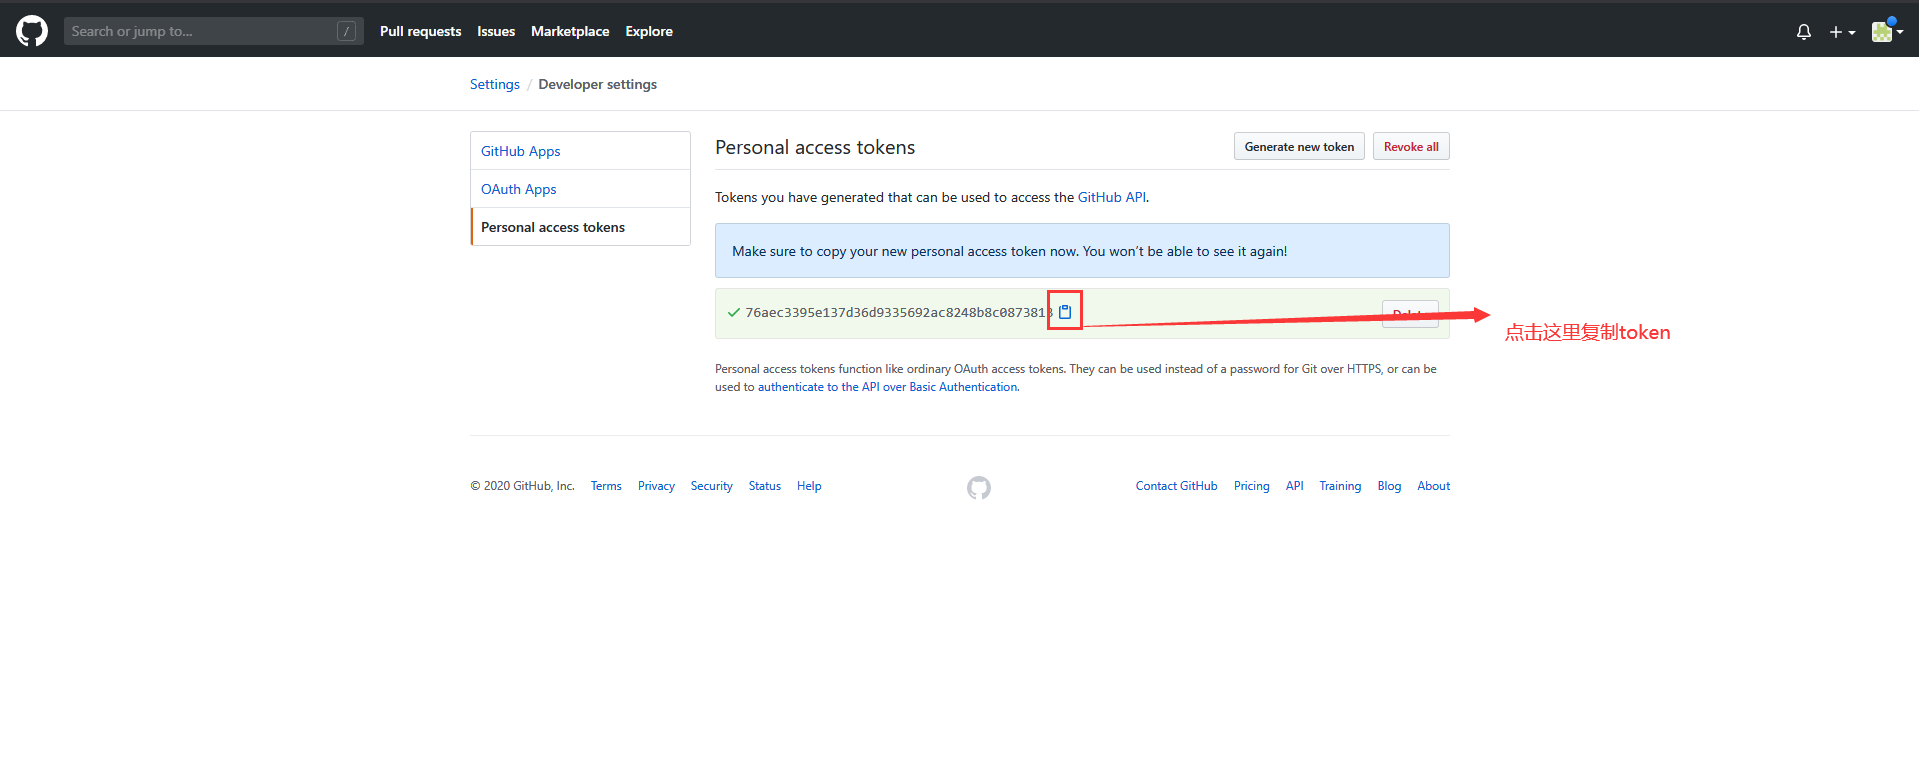 Search or jump to... /
Pull requests Issues Marketplace Explore
Settings / Developer settings
GitHub Apps
OAuth Apps
Personal access tokens
Personal access tokens
Generate new token Revoke all
Tokens you have generated that can be used to access the GitHub API.
Make sure to copy your new personal access token now. You won't be able to see it again!
76aec3395e137d36d9335692ac8248b8c0873813
Delete
点击这里复制token
Personal access tokens function like ordinary OAuth access tokens. They can be used instead of a password for Git over HTTPS, or can be
used to authenticate to the API over Basic Authentication.
© 2020 GitHub, Inc. Terms Privacy Security Status Help
Contact GitHub Pricing API Training Blog About